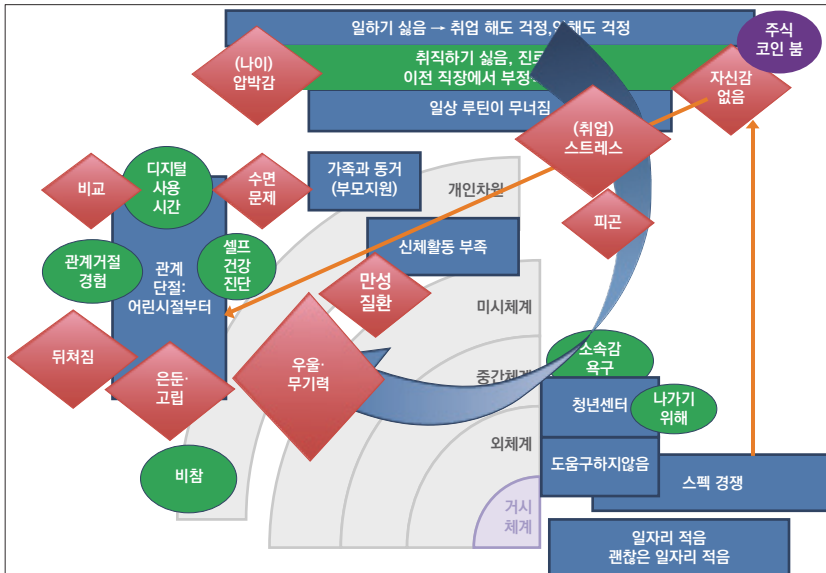 일하기 싫음 → 취업 해도 걱정,안해도 걱정
주식
코인 붐
(나이)
압박감
취직하기 싫음, 진로
이전 직장에서 부정
자신감
없음
일상 루틴이 무너짐
(취업)
스트레스
비교
디지털
사용
시간
수면
문제
가족과 동거
(부모지원)
개인차원
피곤
관계거절
경험
셀프
건강
진단
관계
단절:
어린시절부터
신체활동 부족
만성
질환
미시체계
뒤쳐짐
은둔·
고립
우울·
무기력
중간체계
소속감
욕구
청년센터
나가기
위해
비참
외체계
도움구하지않음
스펙 경쟁
거시
체계
일자리 적음
괜찮은 일자리 적음